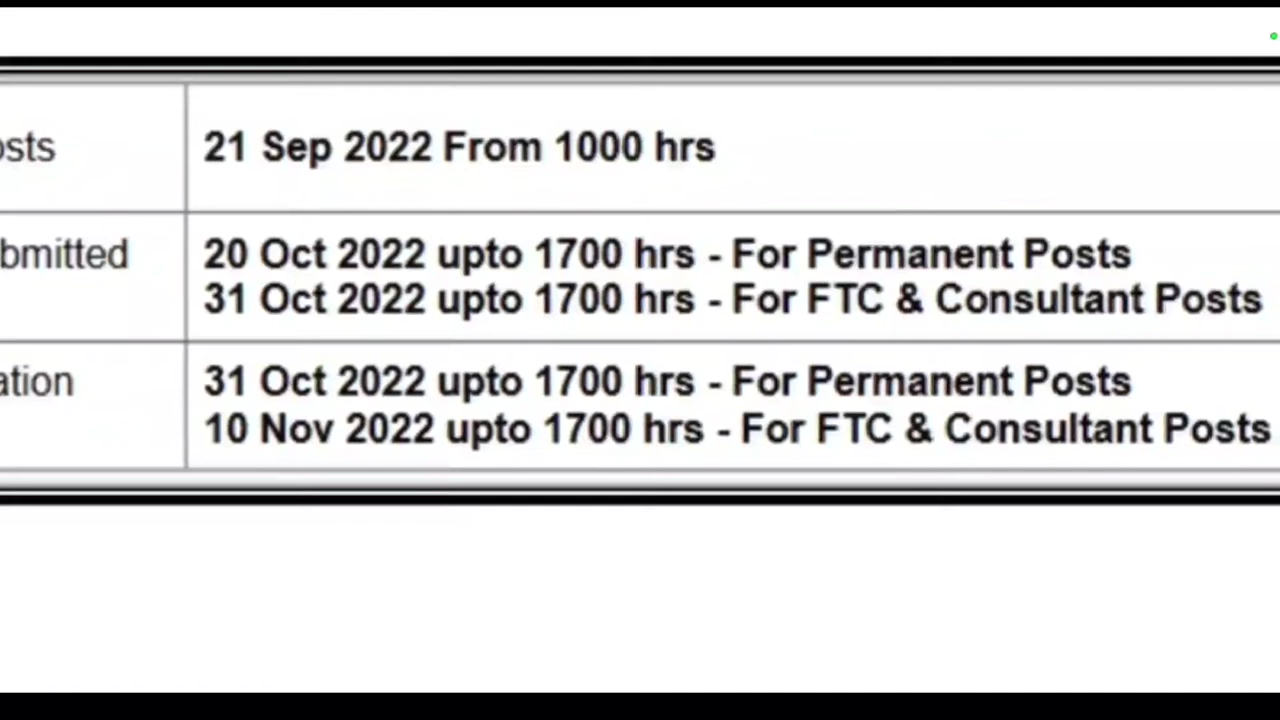 osts 21 Sep 2022 From 1000 hrs
bmitted 20 Oct 2022 upto 1700 hrs - For Permanent Posts
31 Oct 2022 upto 1700 hrs - For FTC & Consultant Posts
ation 31 Oct 2022 upto 1700 hrs - For Permanent Posts
10 Nov 2022 upto 1700 hrs - For FTC & Consultant Posts